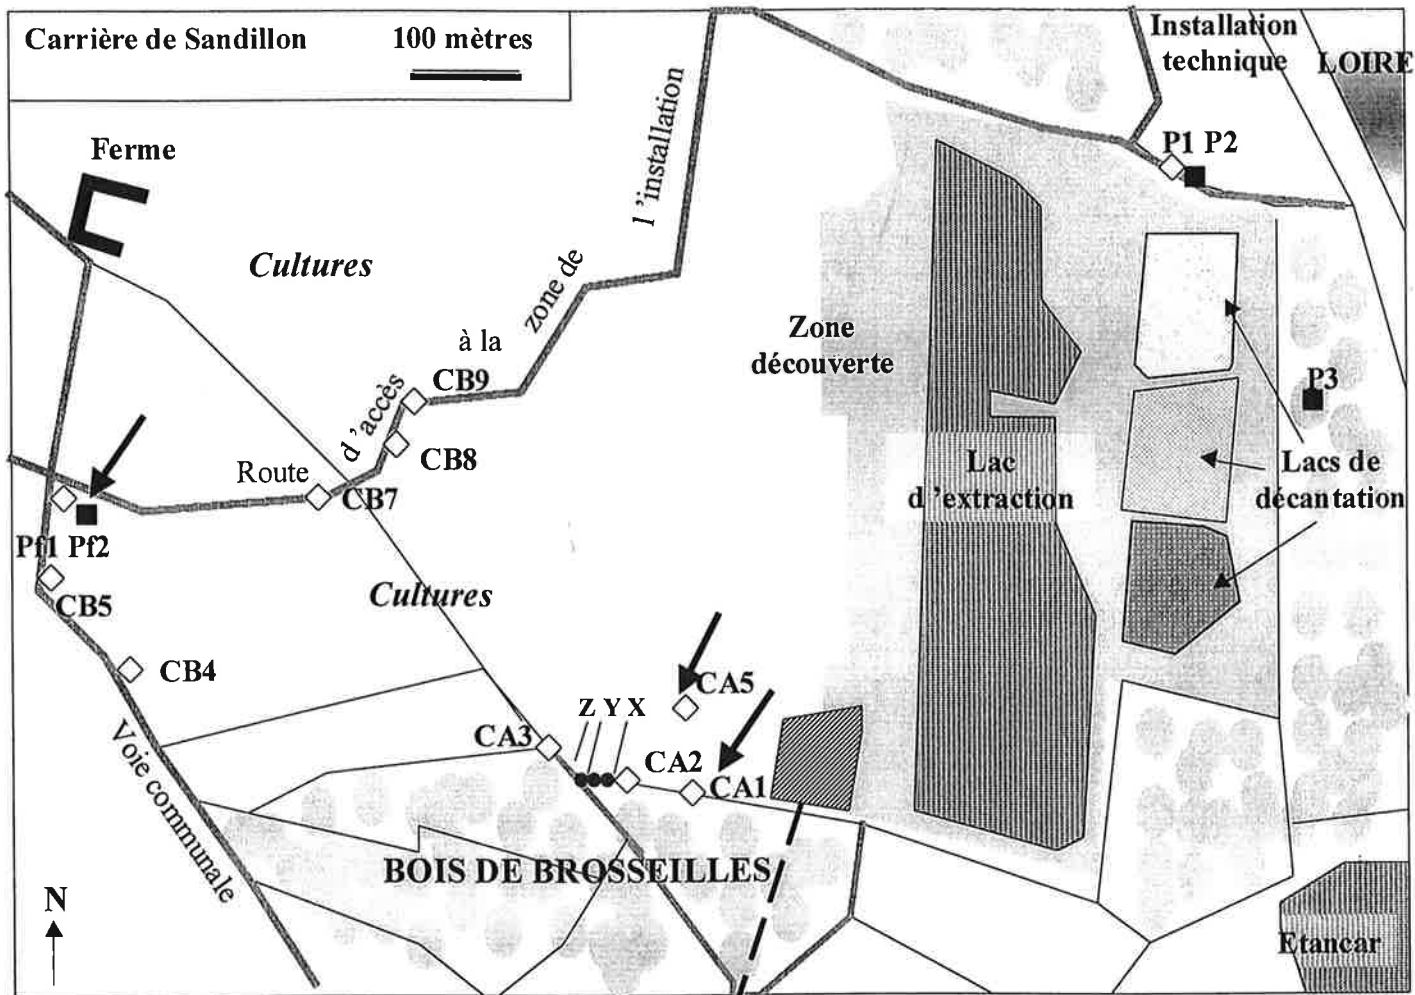 Carrière de Sandillon
100 mètres
Installation
technique
LOIRE
P1 P2
Ferme
Cultures
Route
d ’accès
à la
zone de
l ’installation
Zone
découverte
CB9
CB8
CB7
P3
Lac
d ’extraction
Lacs de
décantation
Pf1 Pf2
CB5
CB4
Cultures
CA5
Z Y X
CA3
CA2
CA1
Voie communale
BOIS DE BROSSEILLES
N
Etancar